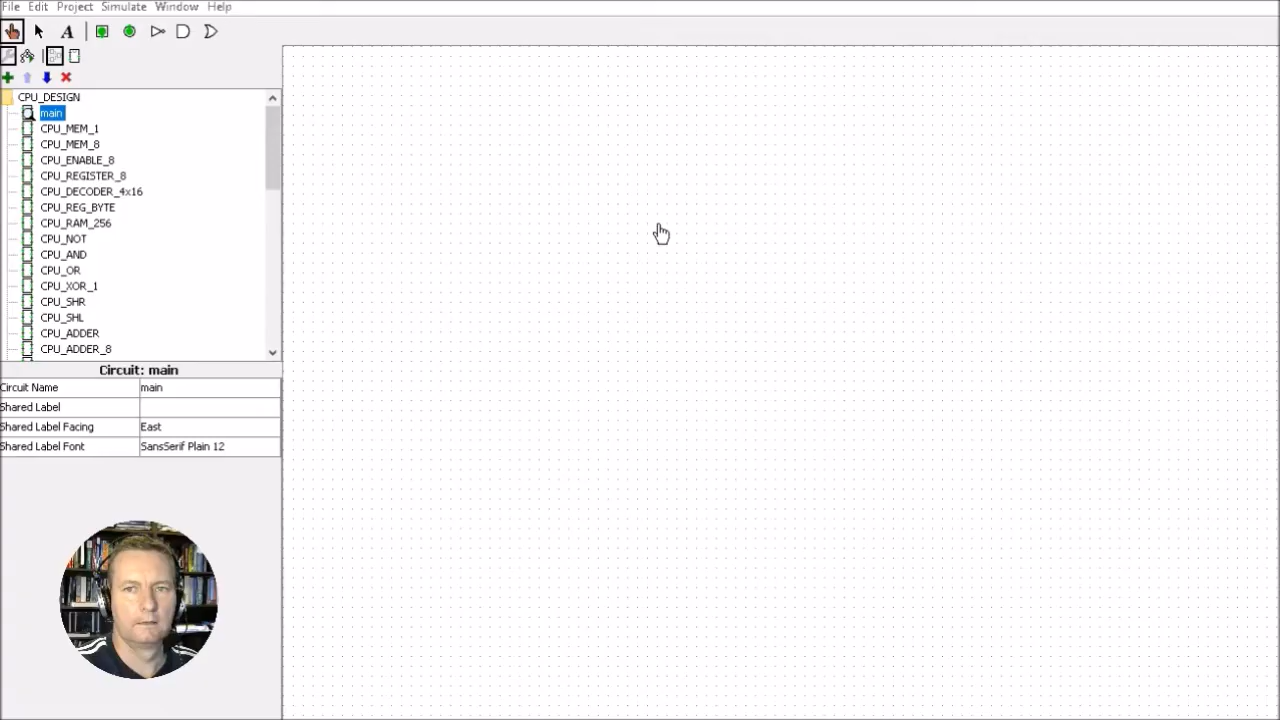 File Edit Project Simulate Window Help
A
CPU_DESIGN
main
CPU_MEM_1
CPU_MEM_8
CPU_ENABLE_8
CPU_REGISTER_8
CPU_DECODER_4x16
CPU_REG_BYTE
CPU_RAM_256
CPU_NOT
CPU_AND
CPU_OR
CPU_XOR_1
CPU_SHR
CPU_SHL
CPU_ADDER
CPU_ADDER_8
Circuit: main
Circuit Name main
Shared Label
Shared Label Facing East
Shared Label Font SansSerif Plain 12